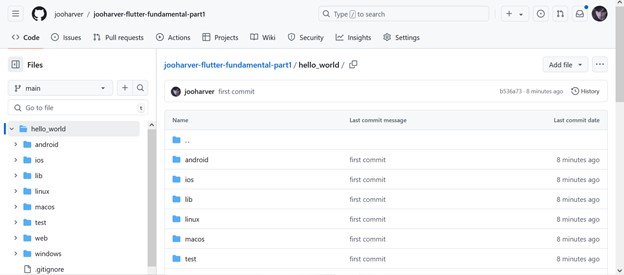 jooharver / jooharver-flutter-fundamental-part1
Type / to search
Code Issues Pull requests Actions Projects Wiki Security Insights Settings
Files
main
Go to file t
hello_world
android
ios
lib
linux
macos
test
web
windows
.gitignore
jooharver-flutter-fundamental-part1 / hello_world /
Add file
jooharver first commit b536a73 · 8 minutes ago History
Name Last commit message Last commit date
..
android first commit 8 minutes ago
ios first commit 8 minutes ago
lib first commit 8 minutes ago
linux first commit 8 minutes ago
macos first commit 8 minutes ago
test first commit 8 minutes ago